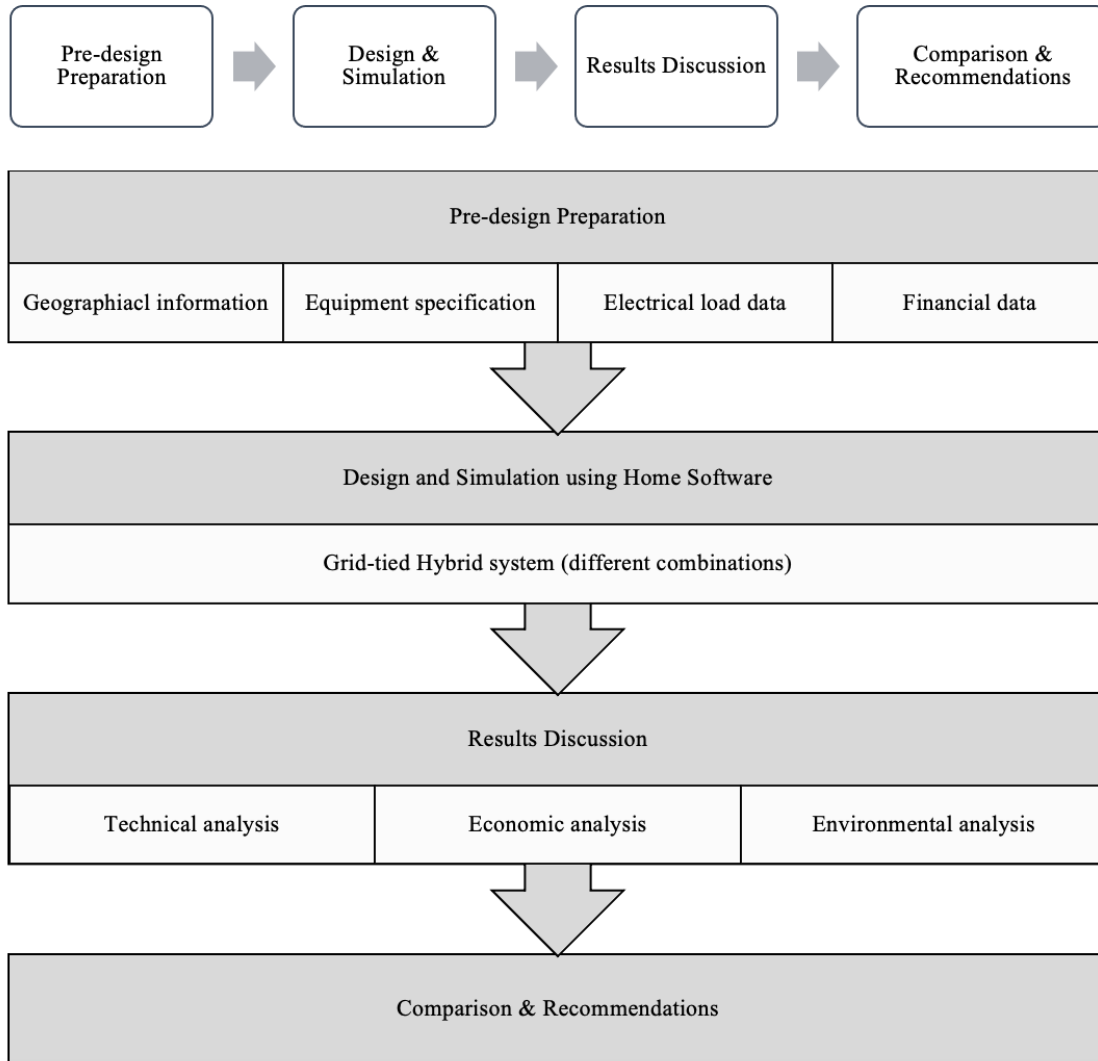 Pre-design
Preparation
Design &
Simulation
Results Discussion
Comparison &
Recommendations
Pre-design Preparation
Geographiacl information
Equipment specification
Electrical load data
Financial data
Design and Simulation using Home Software
Grid-tied Hybrid system (different combinations)
Results Discussion
Technical analysis
Economic analysis
Environmental analysis
Comparison & Recommendations